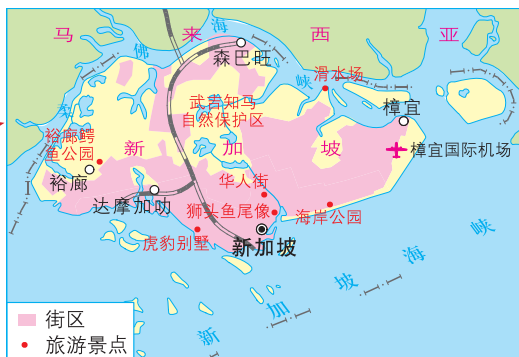 马来西亚
柔佛海峡
森巴旺
滑水场
武吉知马
自然保护区
樟宜
裕廊鳄
鱼公园
新加坡
樟宜国际机场
裕廊
华人街
达摩加叻
狮头鱼尾像
海岸公园
虎豹别墅
新加坡
新加坡海峡
街区
旅游景点